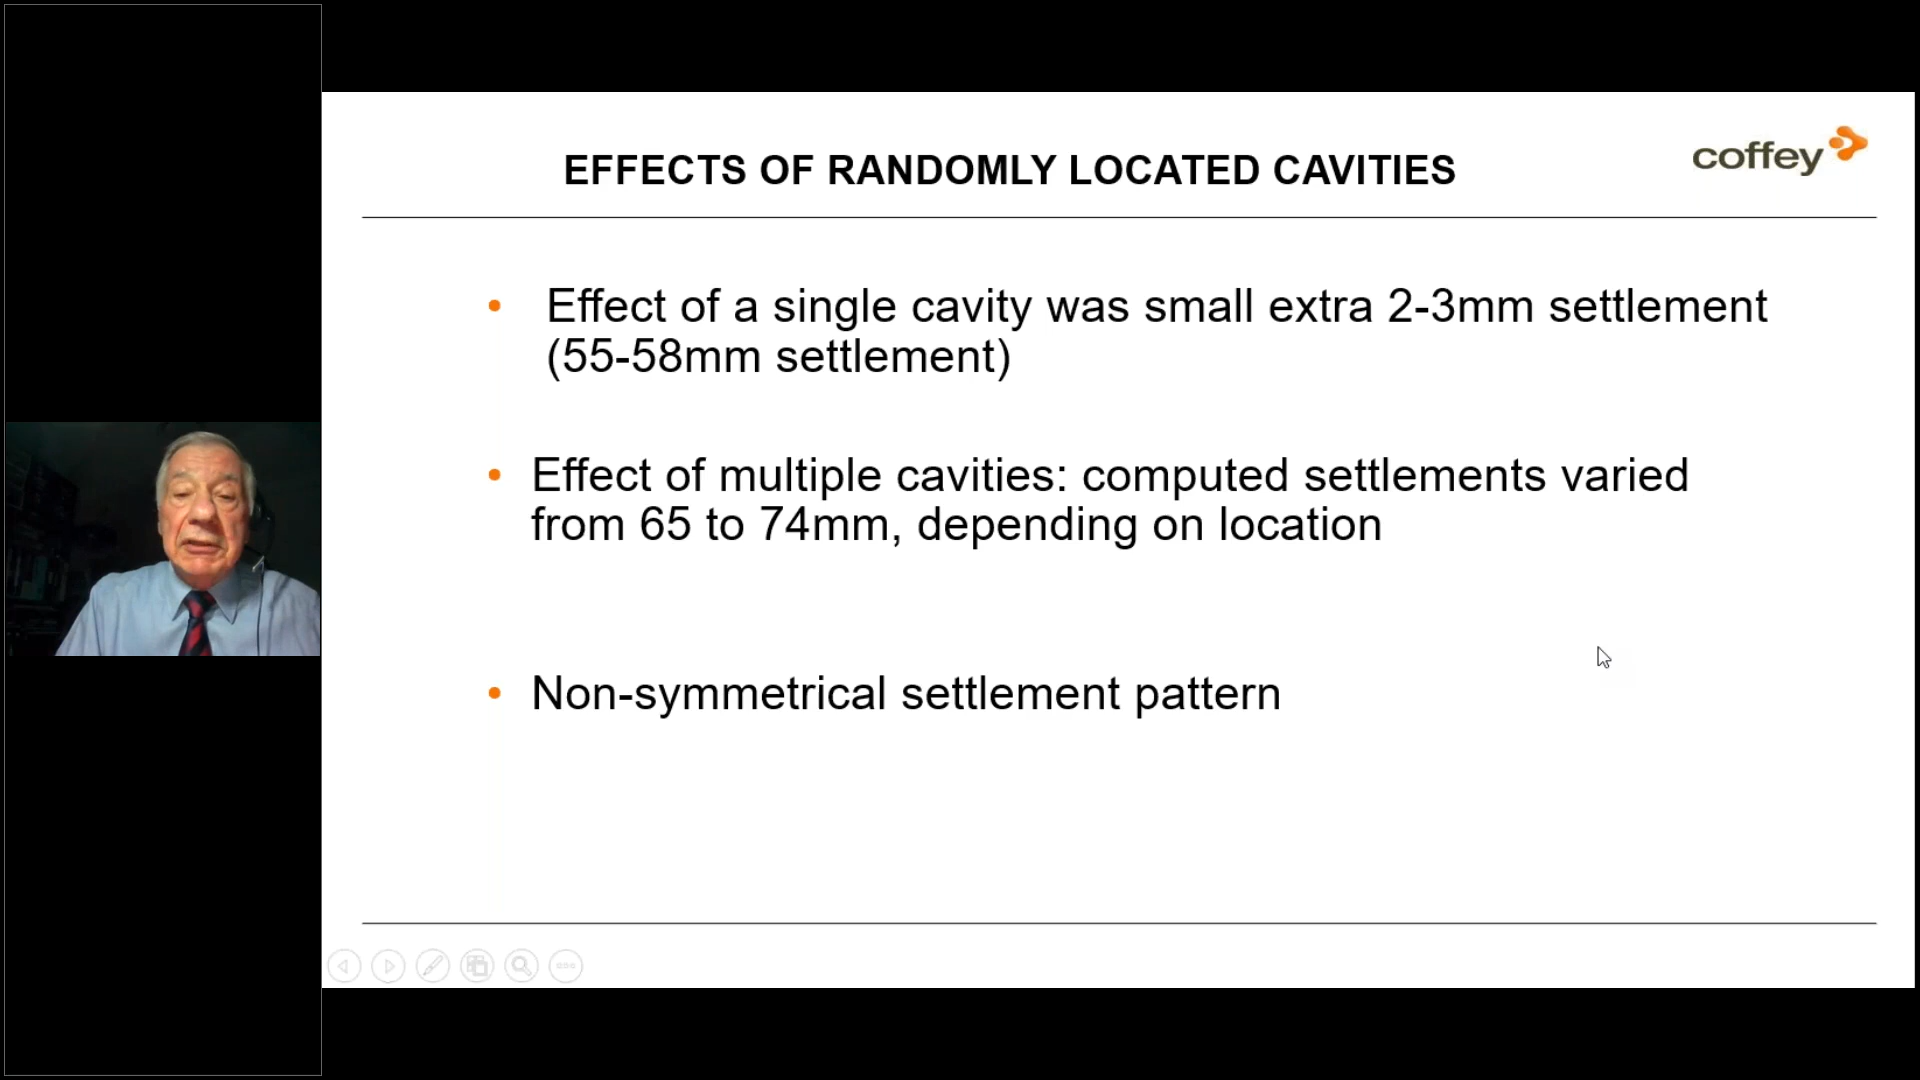 EFFECTS OF RANDOMLY LOCATED CAVITIES
coffey
• Effect of a single cavity was small extra 2-3mm settlement
(55-58mm settlement)
• Effect of multiple cavities: computed settlements varied
from 65 to 74mm, depending on location
• Non-symmetrical settlement pattern